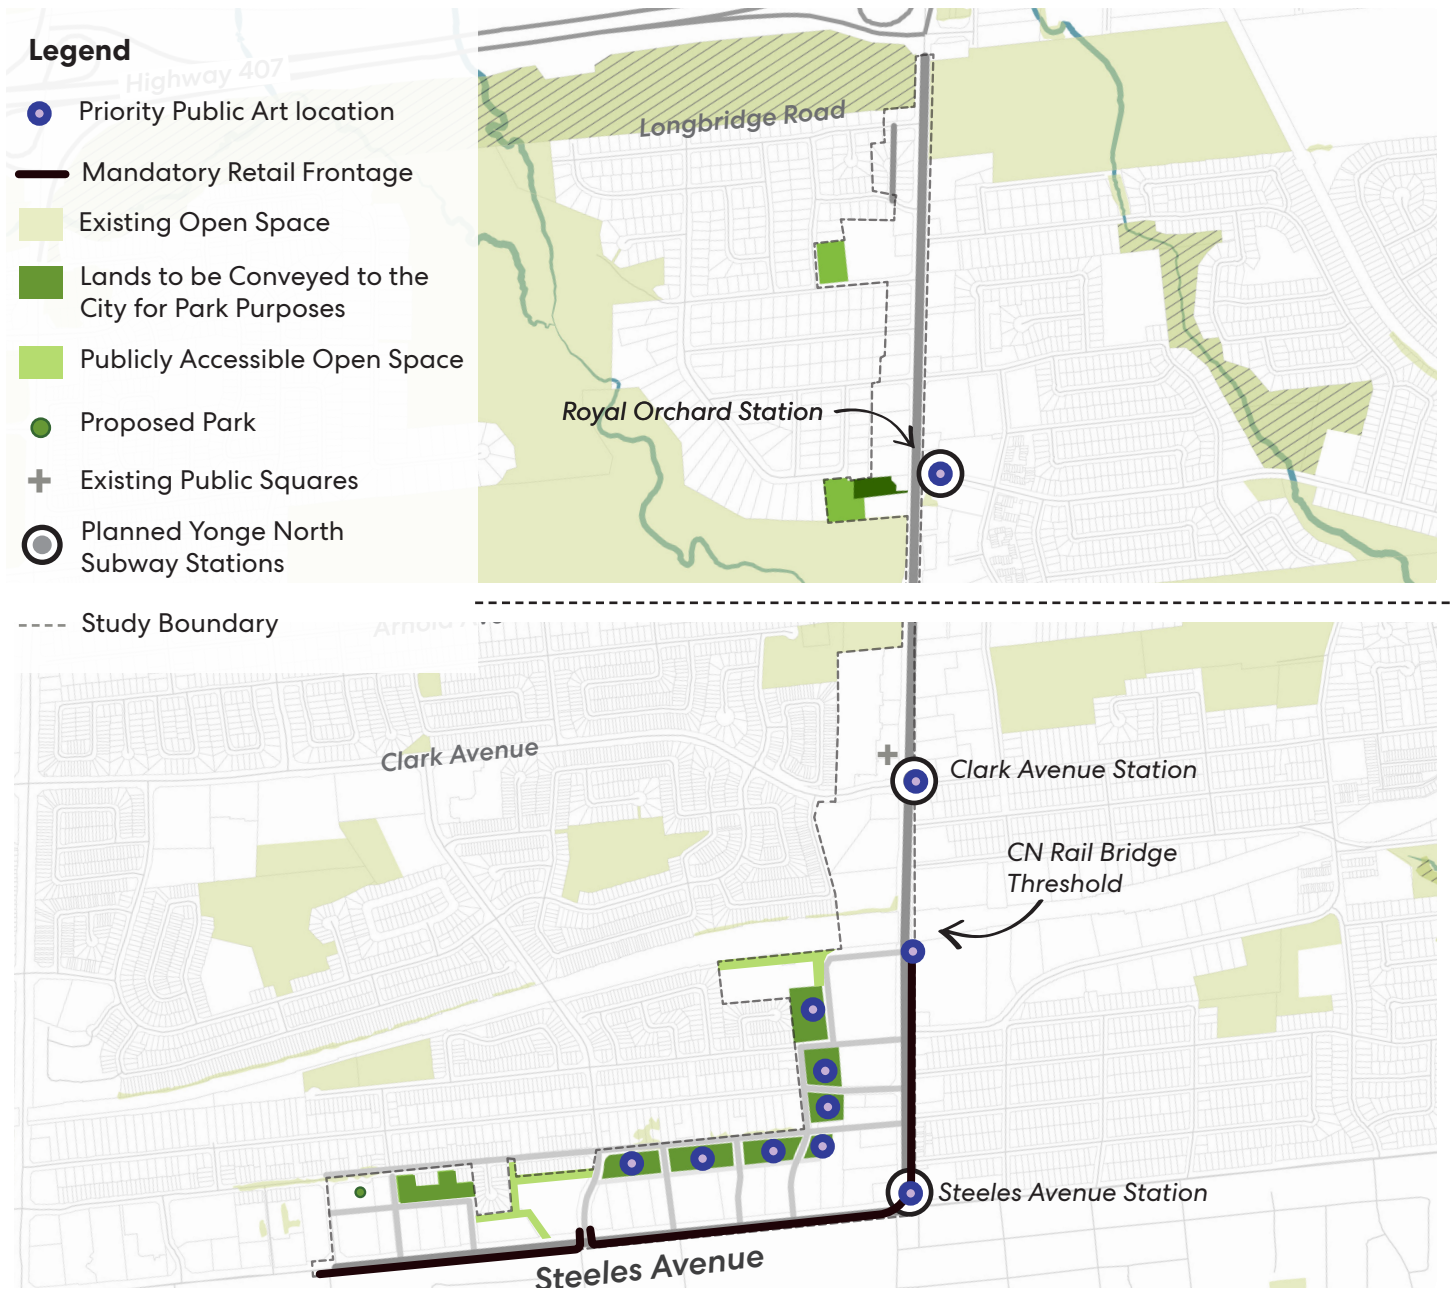 Legend
Highway 407
Priority Public Art location
Mandatory Retail Frontage
Existing Open Space
Lands to be Conveyed to the
City for Park Purposes
Publicly Accessible Open Space
Proposed Park
Existing Public Squares
Planned Yonge North
Subway Stations
Study Boundary
Longbridge Road
Royal Orchard Station
Clark Avenue
Clark Avenue Station
CN Rail Bridge
Threshold
Steeles Avenue Station
Steeles Avenue